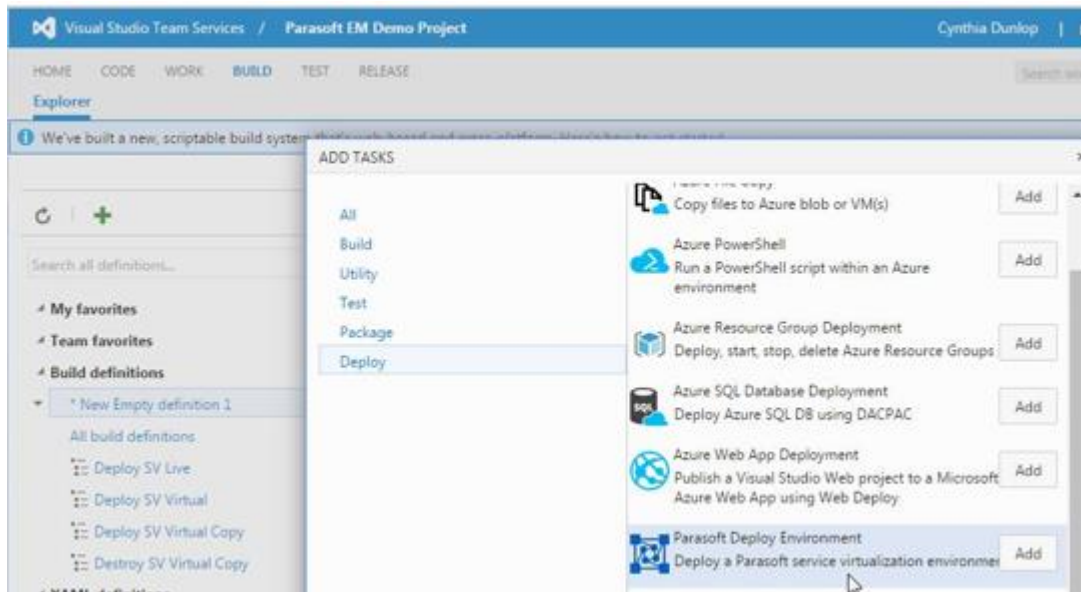 Visual Studio Team Services / Parasoft EM Demo Project Cynthia Dunlop |
HOME CODE WORK BUILD TEST RELEASE Search
Explorer
We've built a new, scriptable build system
ADD TASKS
All
Build
Utility
Test
Package
Deploy
Search all definitions...
My favorites
Team favorites
Build definitions
* New Empty definition 1
All build definitions
Deploy SV Live
Deploy SV Virtual
Deploy SV Virtual Copy
Destroy SV Virtual Copy
Azure File Copy
Copy files to Azure blob or VM(s)
Add
Azure PowerShell
Run a PowerShell script within an Azure
environment
Add
Azure Resource Group Deployment
Deploy, start, stop, delete Azure Resource Groups
Add
SQL
Azure SQL Database Deployment
Deploy Azure SQL DB using DACPAC
Add
Azure Web App Deployment
Publish a Visual Studio Web project to a Microsoft
Azure Web App using Web Deploy
Add
Parasoft Deploy Environment
Deploy a Parasoft service virtualization environmen
Add